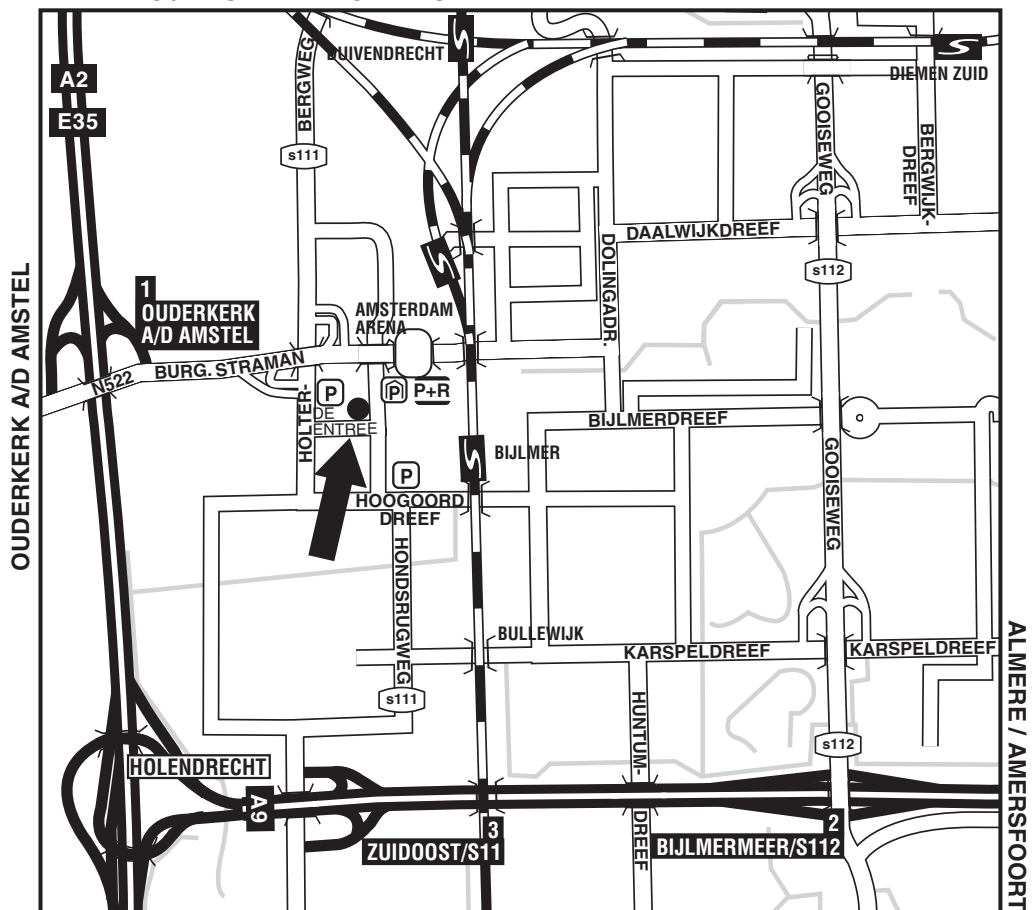 DUIVENDRECHT
DIEMEN ZUID
A2
E35
BERGWEG
s111
GOOISEWEG
BERGWIJK-
DREEF
DAALWIJKDREEF
DOLINGADR.
s112
OUDERKERK A/D AMSTEL
1
OUDERKERK
A/D AMSTEL
AMSTERDAM
ARENA
N522
BURG. STRAMAN
P
P
P+R
HOLTER-
DE
ENTREE
BIJLMERDREEF
BIJLMER
GOOISEWEG
P
HOOGOORD
DREEF
HONDSRUGWEG
BULLEWIJK
KARSPELDREEF
KARSPELDREEF
s111
HUNTUM-
DREEF
s112
HOLENDRECHT
A9
3
ZUIDOOST/S11
2
BIJLMERMEER/S112
ALMERE / AMERSFOORT